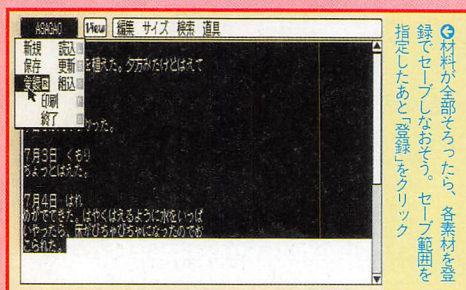 ASAGAO View 編集 サイズ 検索 道具
新規 読込
保存 更新
登録 組込
印刷
終了
を植えた。夕方みたけどはえて
かった。
7月3日 くもり
ちょっとはえた。
7月4日 はれ
めがでてきた。はやくはえるように水をいっぱ
いやったら、床がびちゃびちゃになったのでお
こられた。
材料が全部そろったら、各素材を登
録でセーブしなおそう。セーブ範囲を
指定したあと「登録」をクリック